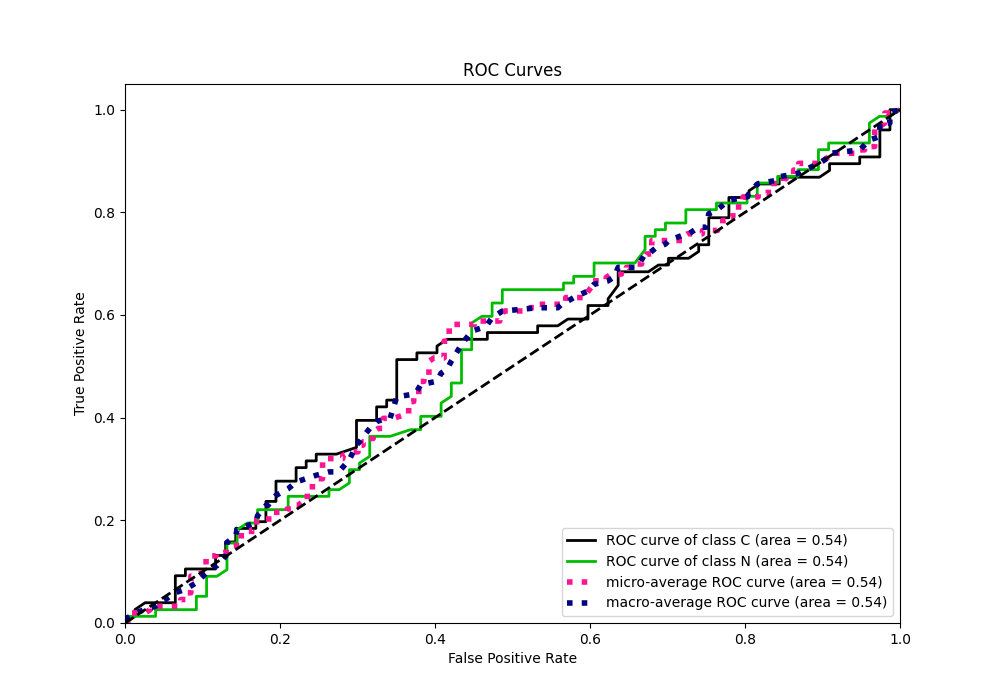 ROC Curves
True Positive Rate
1.0
0.8
0.6
0.4
0.2
0.0
0.0 0.2 0.4 0.6 0.8 1.0
False Positive Rate
ROC curve of class C (area = 0.54)
ROC curve of class N (area = 0.54)
micro-average ROC curve (area = 0.54)
macro-average ROC curve (area = 0.54)